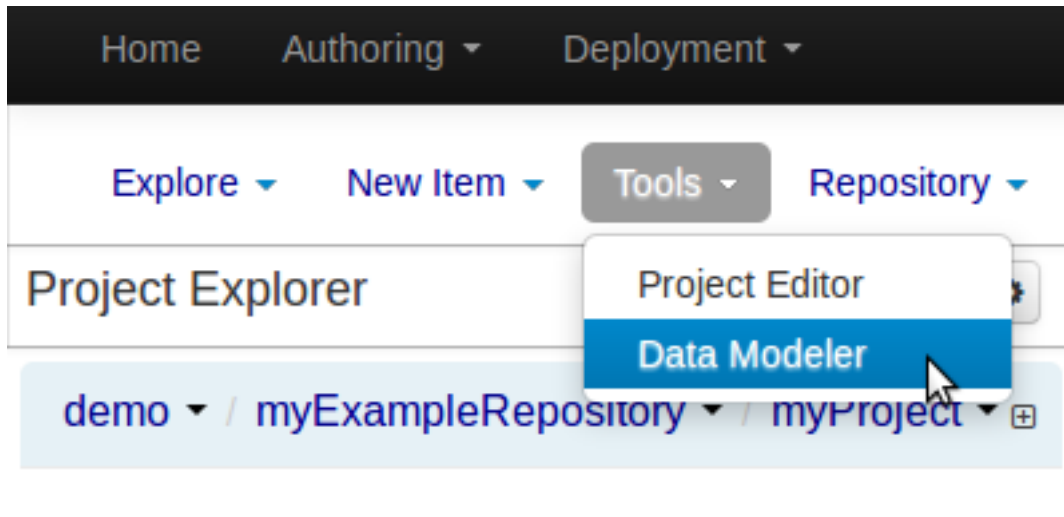 Home Authoring Deployment
Explore New Item Tools Repository
Project Explorer
Project Editor
Data Modeler
demo / myExampleRepository / myProject